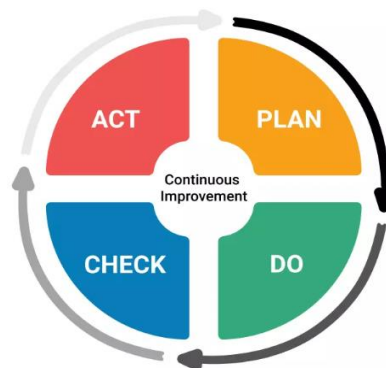 ACT
PLAN
Continuous
Improvement
CHECK
DO